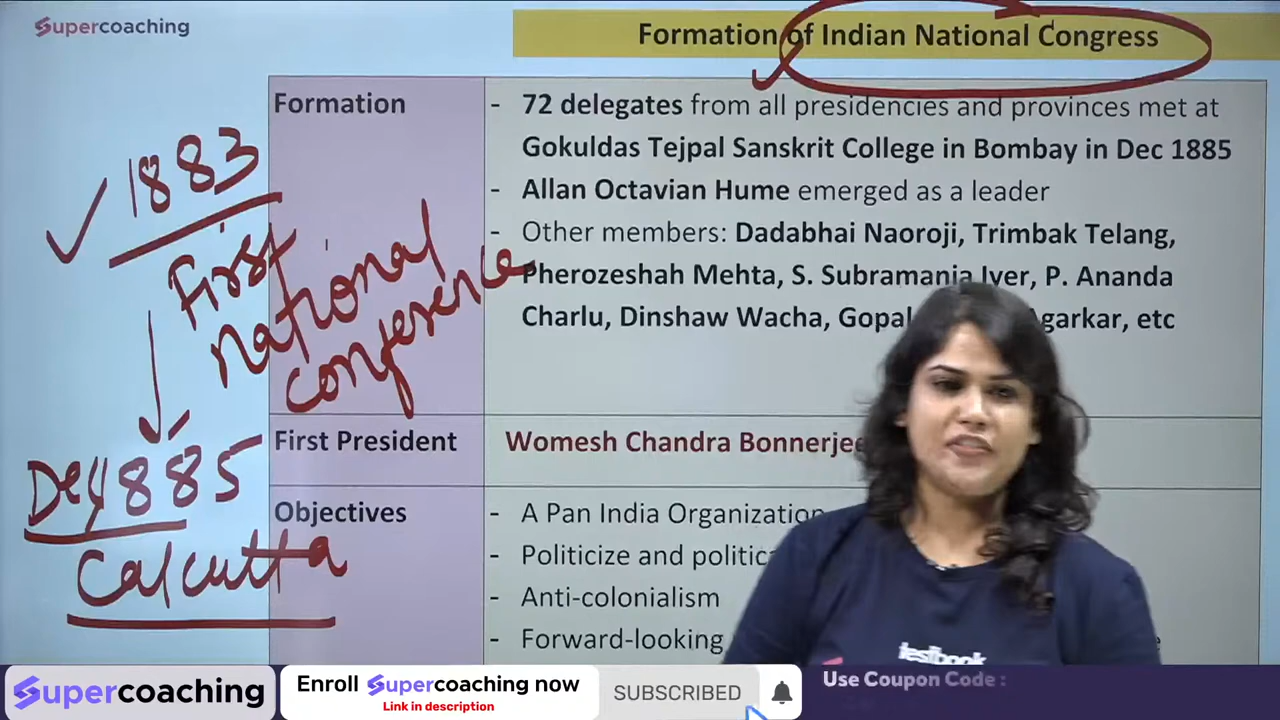 Supercoaching
Formation of Indian National Congress
Formation
- 72 delegates from all presidencies and provinces met at
Gokuldas Tejpal Sanskrit College in Bombay in Dec 1885
- Allan Octavian Hume emerged as a leader
- Other members: Dadabhai Naoroji, Trimbak Telang,
Pherozeshah Mehta, S. Subramania Iyer, P. Ananda
Charlu, Dinshaw Wacha, Gopal Agarkar, etc
1883
First
national
conference
Dec 1885
Calcutta
First President
Womesh Chandra Bonnerjee
Objectives
- A Pan India Organization
- Politicize and
- Anti-colonialism
- Forward-looking
testbook
Supercoaching
Enroll Supercoaching now
Link in description
SUBSCRIBED
Use Coupon Code :